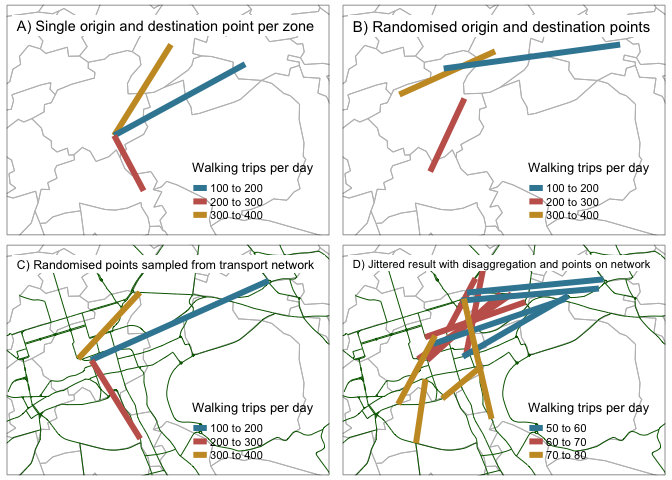 A) Single origin and destination point per zone
Walking trips per day
100 to 200
200 to 300
300 to 400
B) Randomised origin and destination points
Walking trips per day
100 to 200
200 to 300
300 to 400
C) Randomised points sampled from transport network
Walking trips per day
100 to 200
200 to 300
300 to 400
D) Jittered result with disaggregation and points on network
Walking trips per day
50 to 60
60 to 70
70 to 80